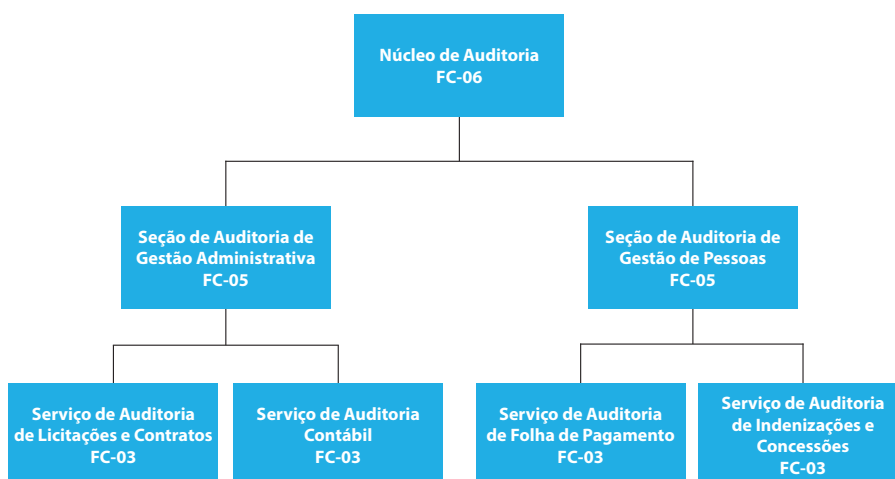 Núcleo de Auditoria
FC-06
Seção de Auditoria de
Gestão Administrativa
FC-05
Seção de Auditoria de
Gestão de Pessoas
FC-05
Serviço de Auditoria
de Licitações e Contratos
FC-03
Serviço de Auditoria
Contábil
FC-03
Serviço de Auditoria
de Folha de Pagamento
FC-03
Serviço de Auditoria
de Indenizações e
Concessões
FC-03